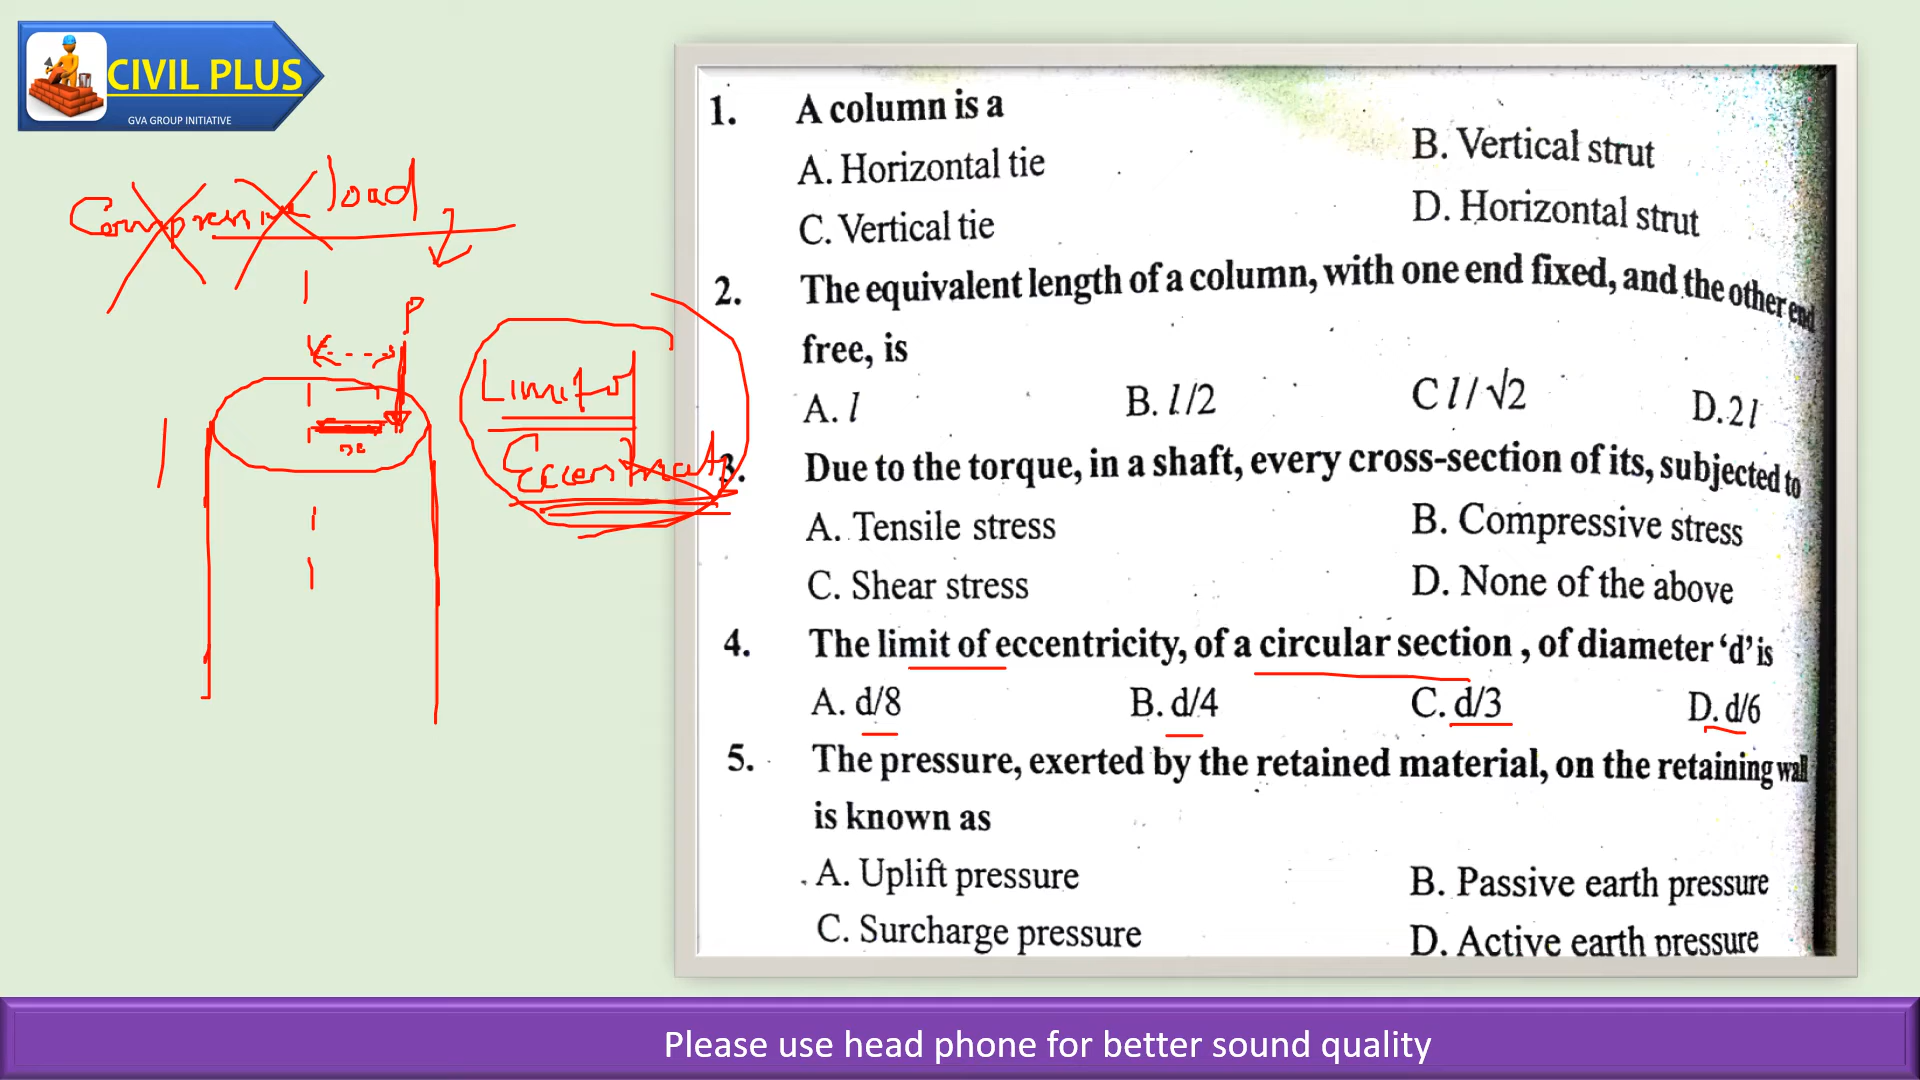 CIVIL PLUS
GVA GROUP INITIATIVE
Compressive load
P
x
Limit of
Eccentricity
1. A column is a
A. Horizontal tie B. Vertical strut
C. Vertical tie D. Horizontal strut
2. The equivalent length of a column, with one end fixed, and the other end
free, is
A. l B. l/2 C l/√2 D. 2l
3. Due to the torque, in a shaft, every cross-section of its, subjected to
A. Tensile stress B. Compressive stress
C. Shear stress D. None of the above
4. The limit of eccentricity, of a circular section , of diameter ‘d’ is
A. d/8 B. d/4 C. d/3 D. d/6
5. The pressure, exerted by the retained material, on the retaining wall
is known as
A. Uplift pressure B. Passive earth pressure
C. Surcharge pressure D. Active earth pressure
Please use head phone for better sound quality